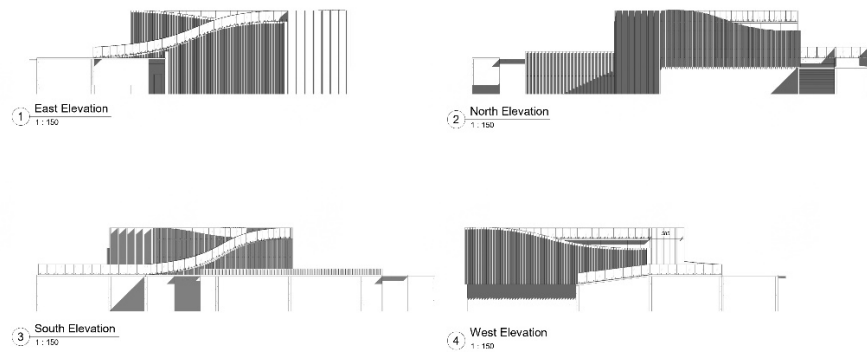 1
East Elevation
1 : 150
2
North Elevation
1 : 150
3
South Elevation
1 : 150
4
West Elevation
1 : 150